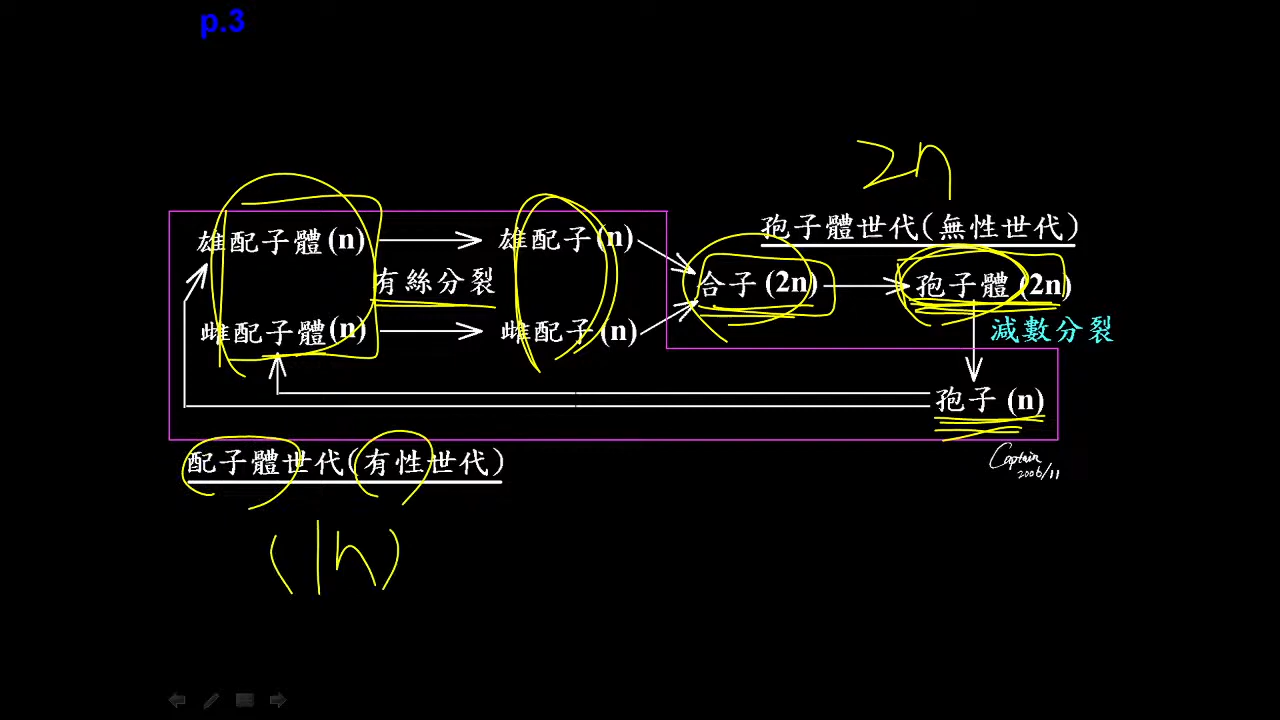 p.3
2n
孢子體世代(無性世代)
雄配子體(n)
雄配子(n)
有絲分裂
合子(2n)
孢子體(2n)
雌配子體(n)
雌配子(n)
減數分裂
孢子(n)
配子體世代(有性世代)
Captain
2006/11
(1n)